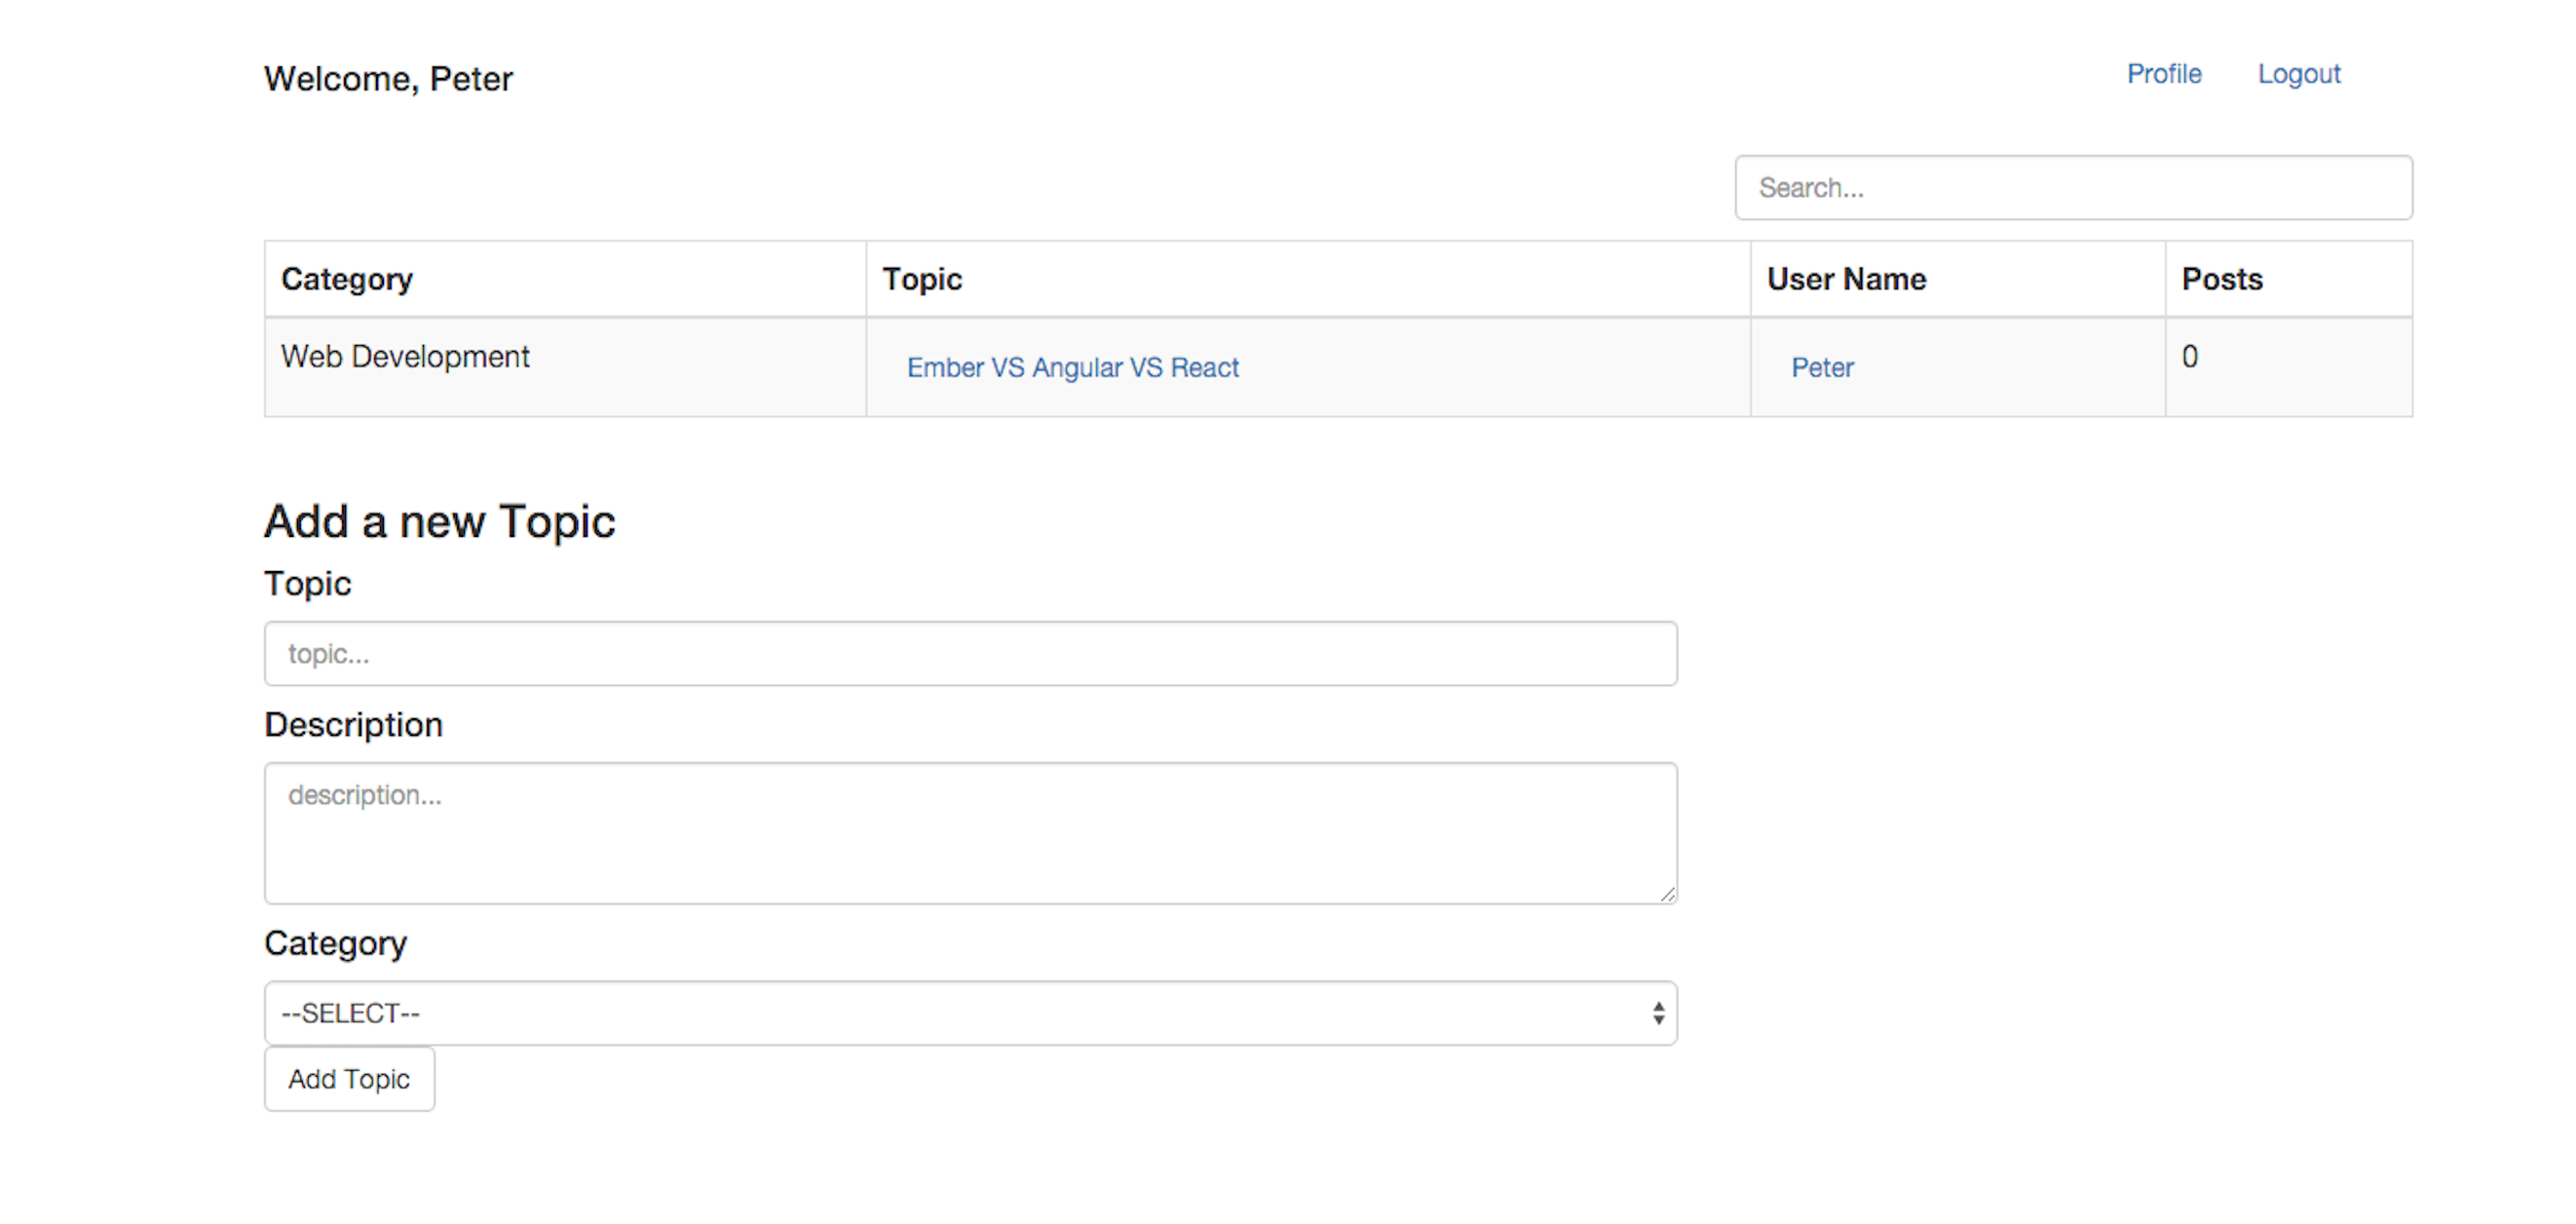 Welcome, Peter
Profile Logout
Search...
Category Topic User Name Posts
Web Development Ember VS Angular VS React Peter 0
Add a new Topic
Topic
topic...
Description
description...
Category
--SELECT--
Add Topic